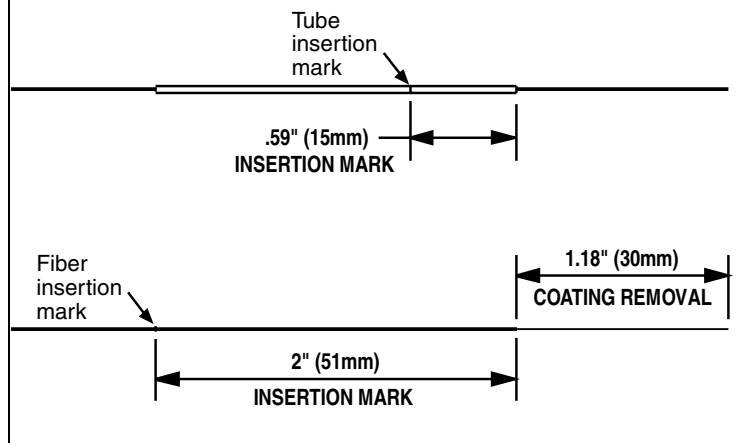 Tube
insertion
mark
.59" (15mm)
INSERTION MARK
Fiber
insertion
mark
1.18" (30mm)
COATING REMOVAL
2" (51mm)
INSERTION MARK